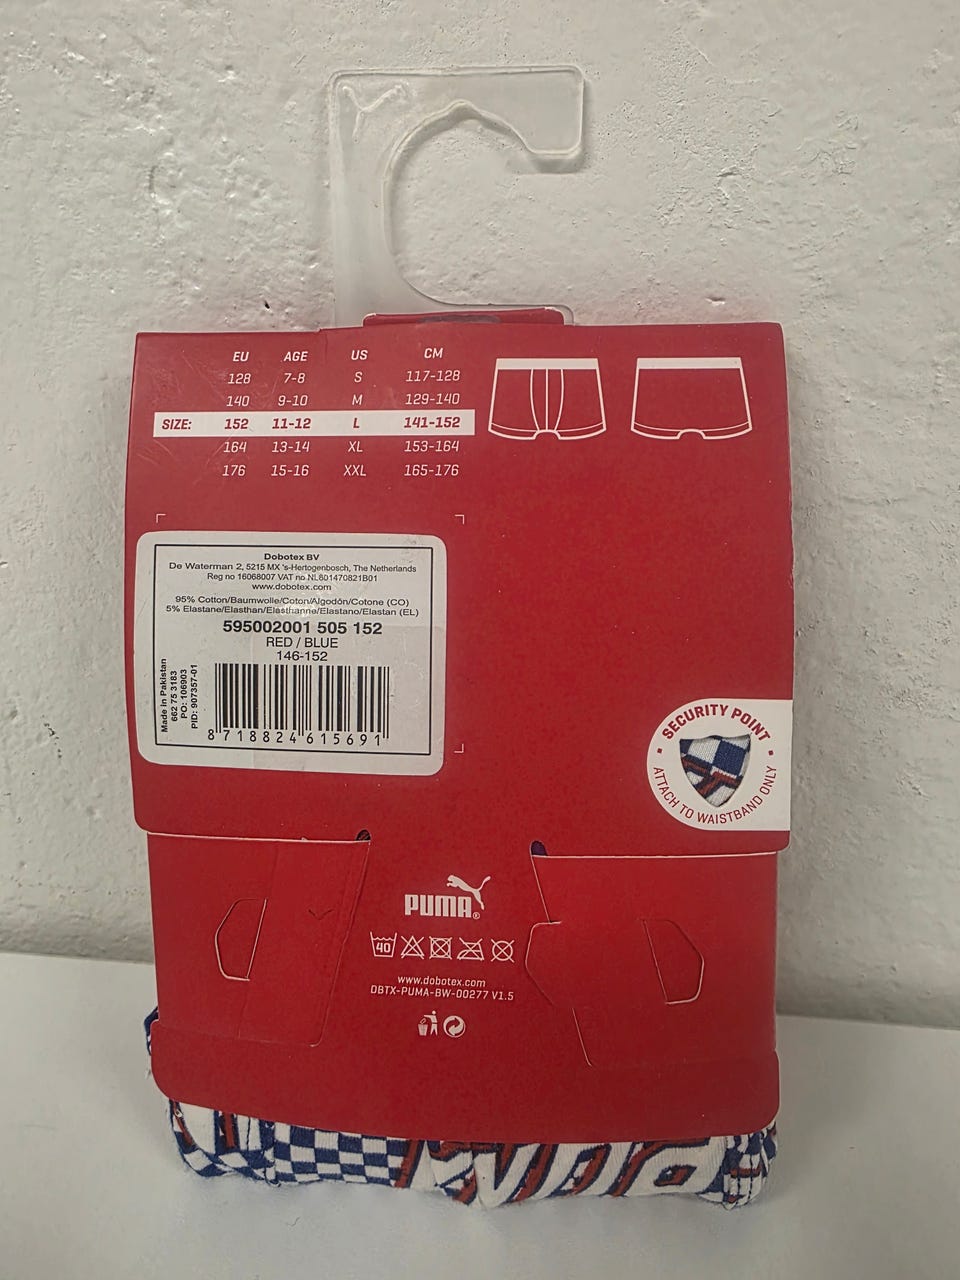 EU AGE US CM
128 7-8 S 117-128
140 9-10 M 129-140
SIZE: 152 11-12 L 141-152
164 13-14 XL 153-164
176 15-16 XXL 165-176
Dobotex BV
De Waterman 2, 5215 MX 's-Hertogenbosch, The Netherlands
Reg no 16068007 VAT no NL801470821B01
www.dobotex.com
95% Cotton/Baumwolle/Coton/Algodón/Cotone (CO)
5% Elastane/Elasthan/Elasthanne/Elastano/Elastan (EL)
595002001 505 152
RED / BLUE
146-152
Made in Pakistan
662 75 3183
PO: 106903
PID: 907357-01
8718824615691
SECURITY POINT
ATTACH TO WAISTBAND ONLY
PUMA®
40
www.dobotex.com
DBTX-PUMA-BW-00277 V1.5